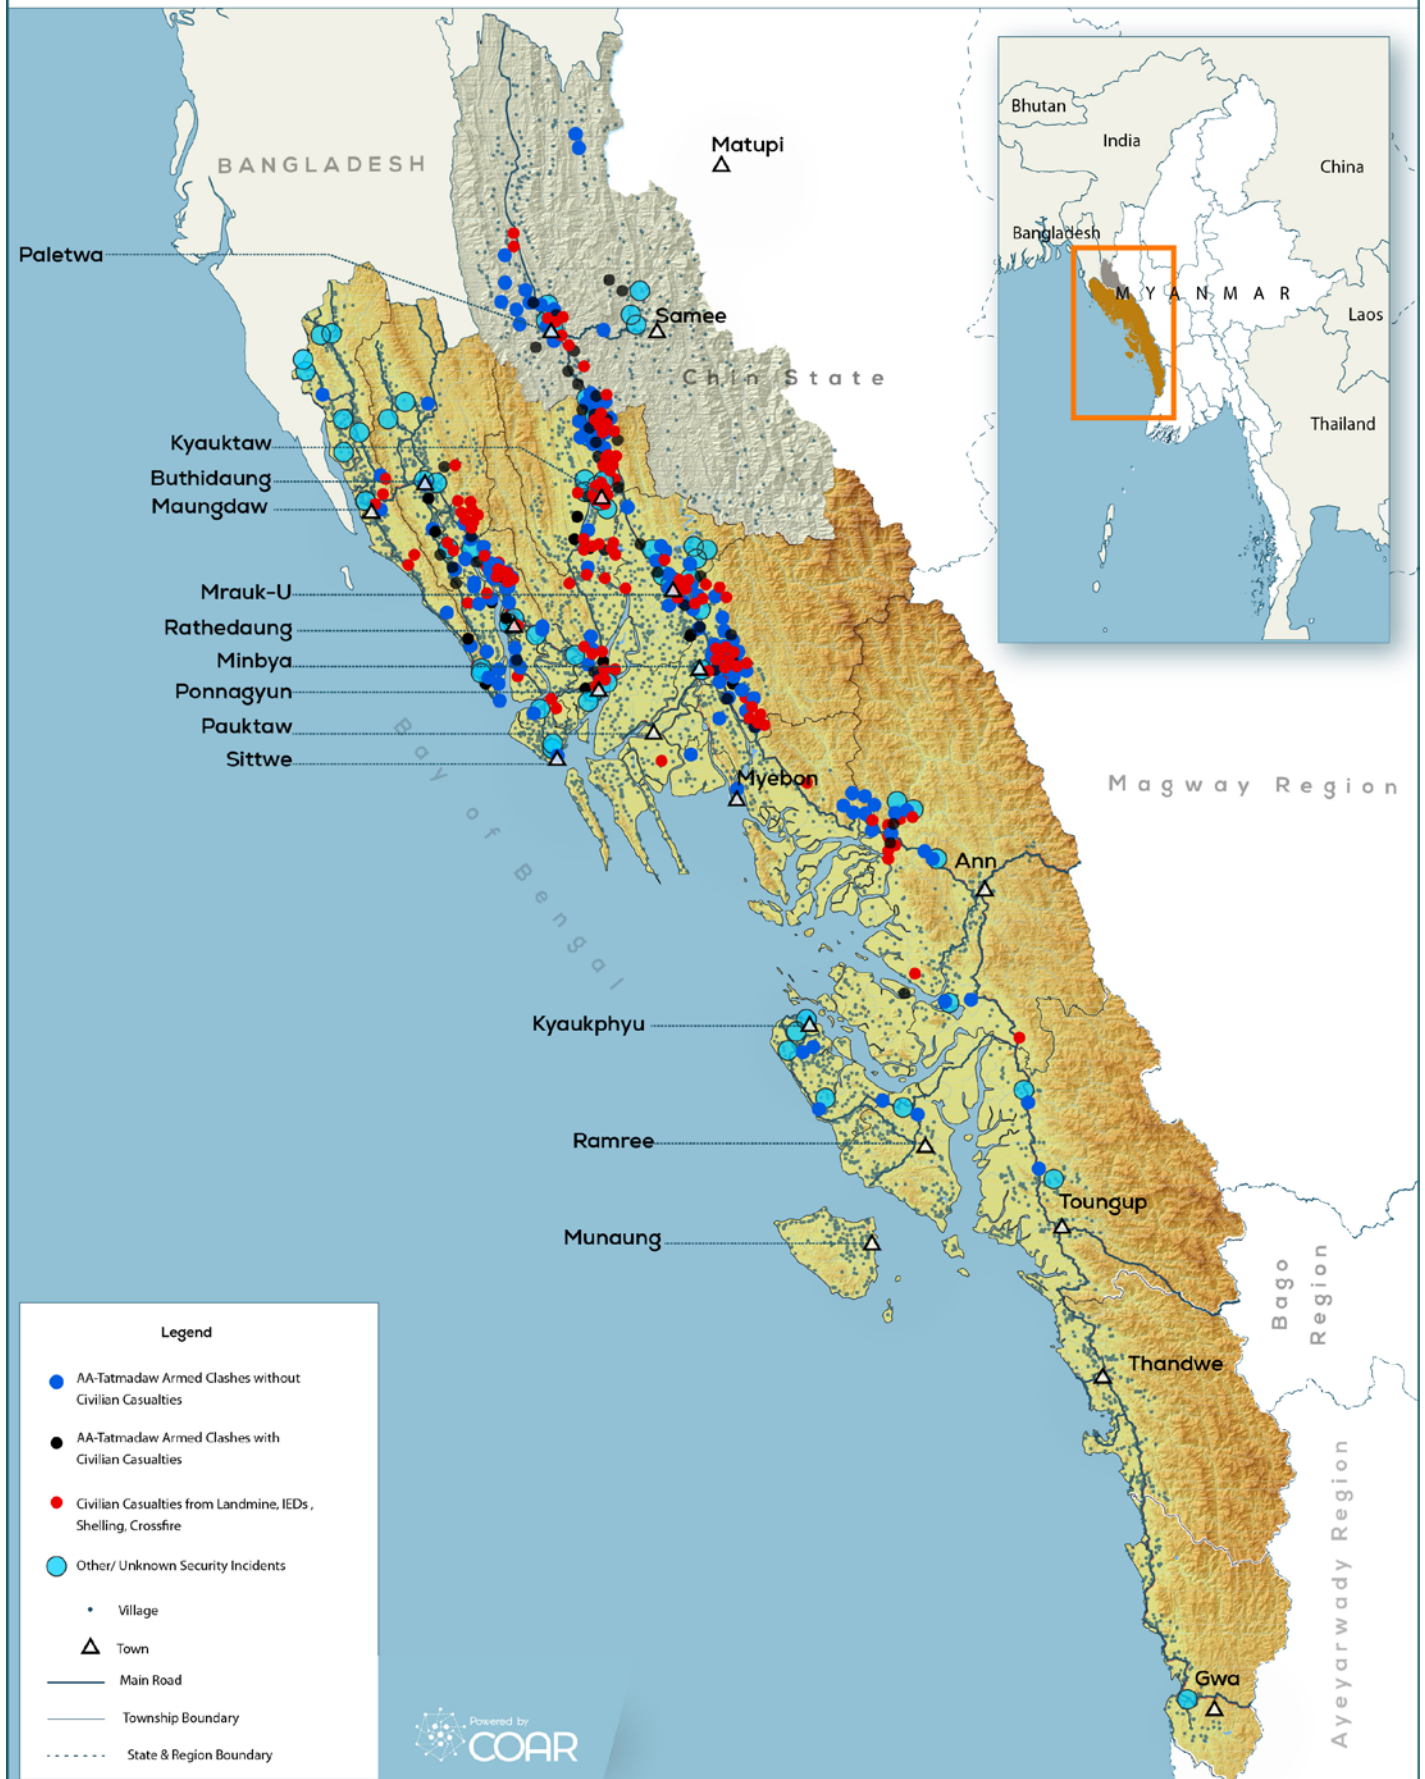 Bhutan
India
China
Bangladesh
MYANMAR
Laos
Thailand
BANGLADESH
Matupi
Paletwa
Samee
Chin State
Kyauktaw
Buthidaung
Maungdaw
Mrauk-U
Rathedaung
Minbya
Ponnagyun
Pauktaw
Sittwe
Myebon
Magway Region
Bay of Bengal
Ann
Kyaukphyu
Ramree
Toungup
Munaung
Bago
Region
Thandwe
Ayeyarwady Region
Gwa
Legend
AA-Tatmadaw Armed Clashes without
Civilian Casualties
AA-Tatmadaw Armed Clashes with
Civilian Casualties
Civilian Casualties from Landmine, IEDs ,
Shelling, Crossfire
Other/ Unknown Security Incidents
Village
Town
Main Road
Township Boundary
State & Region Boundary
Powered by
COAR